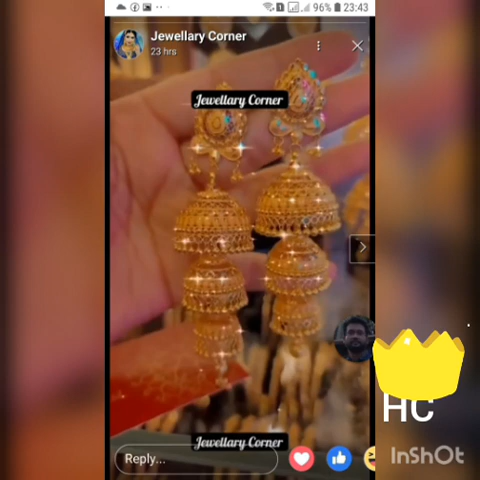 96% 23:43
Jewellary Corner
23 hrs
Jewellary Corner
Jewellary Corner
Reply...
HC
InShOt